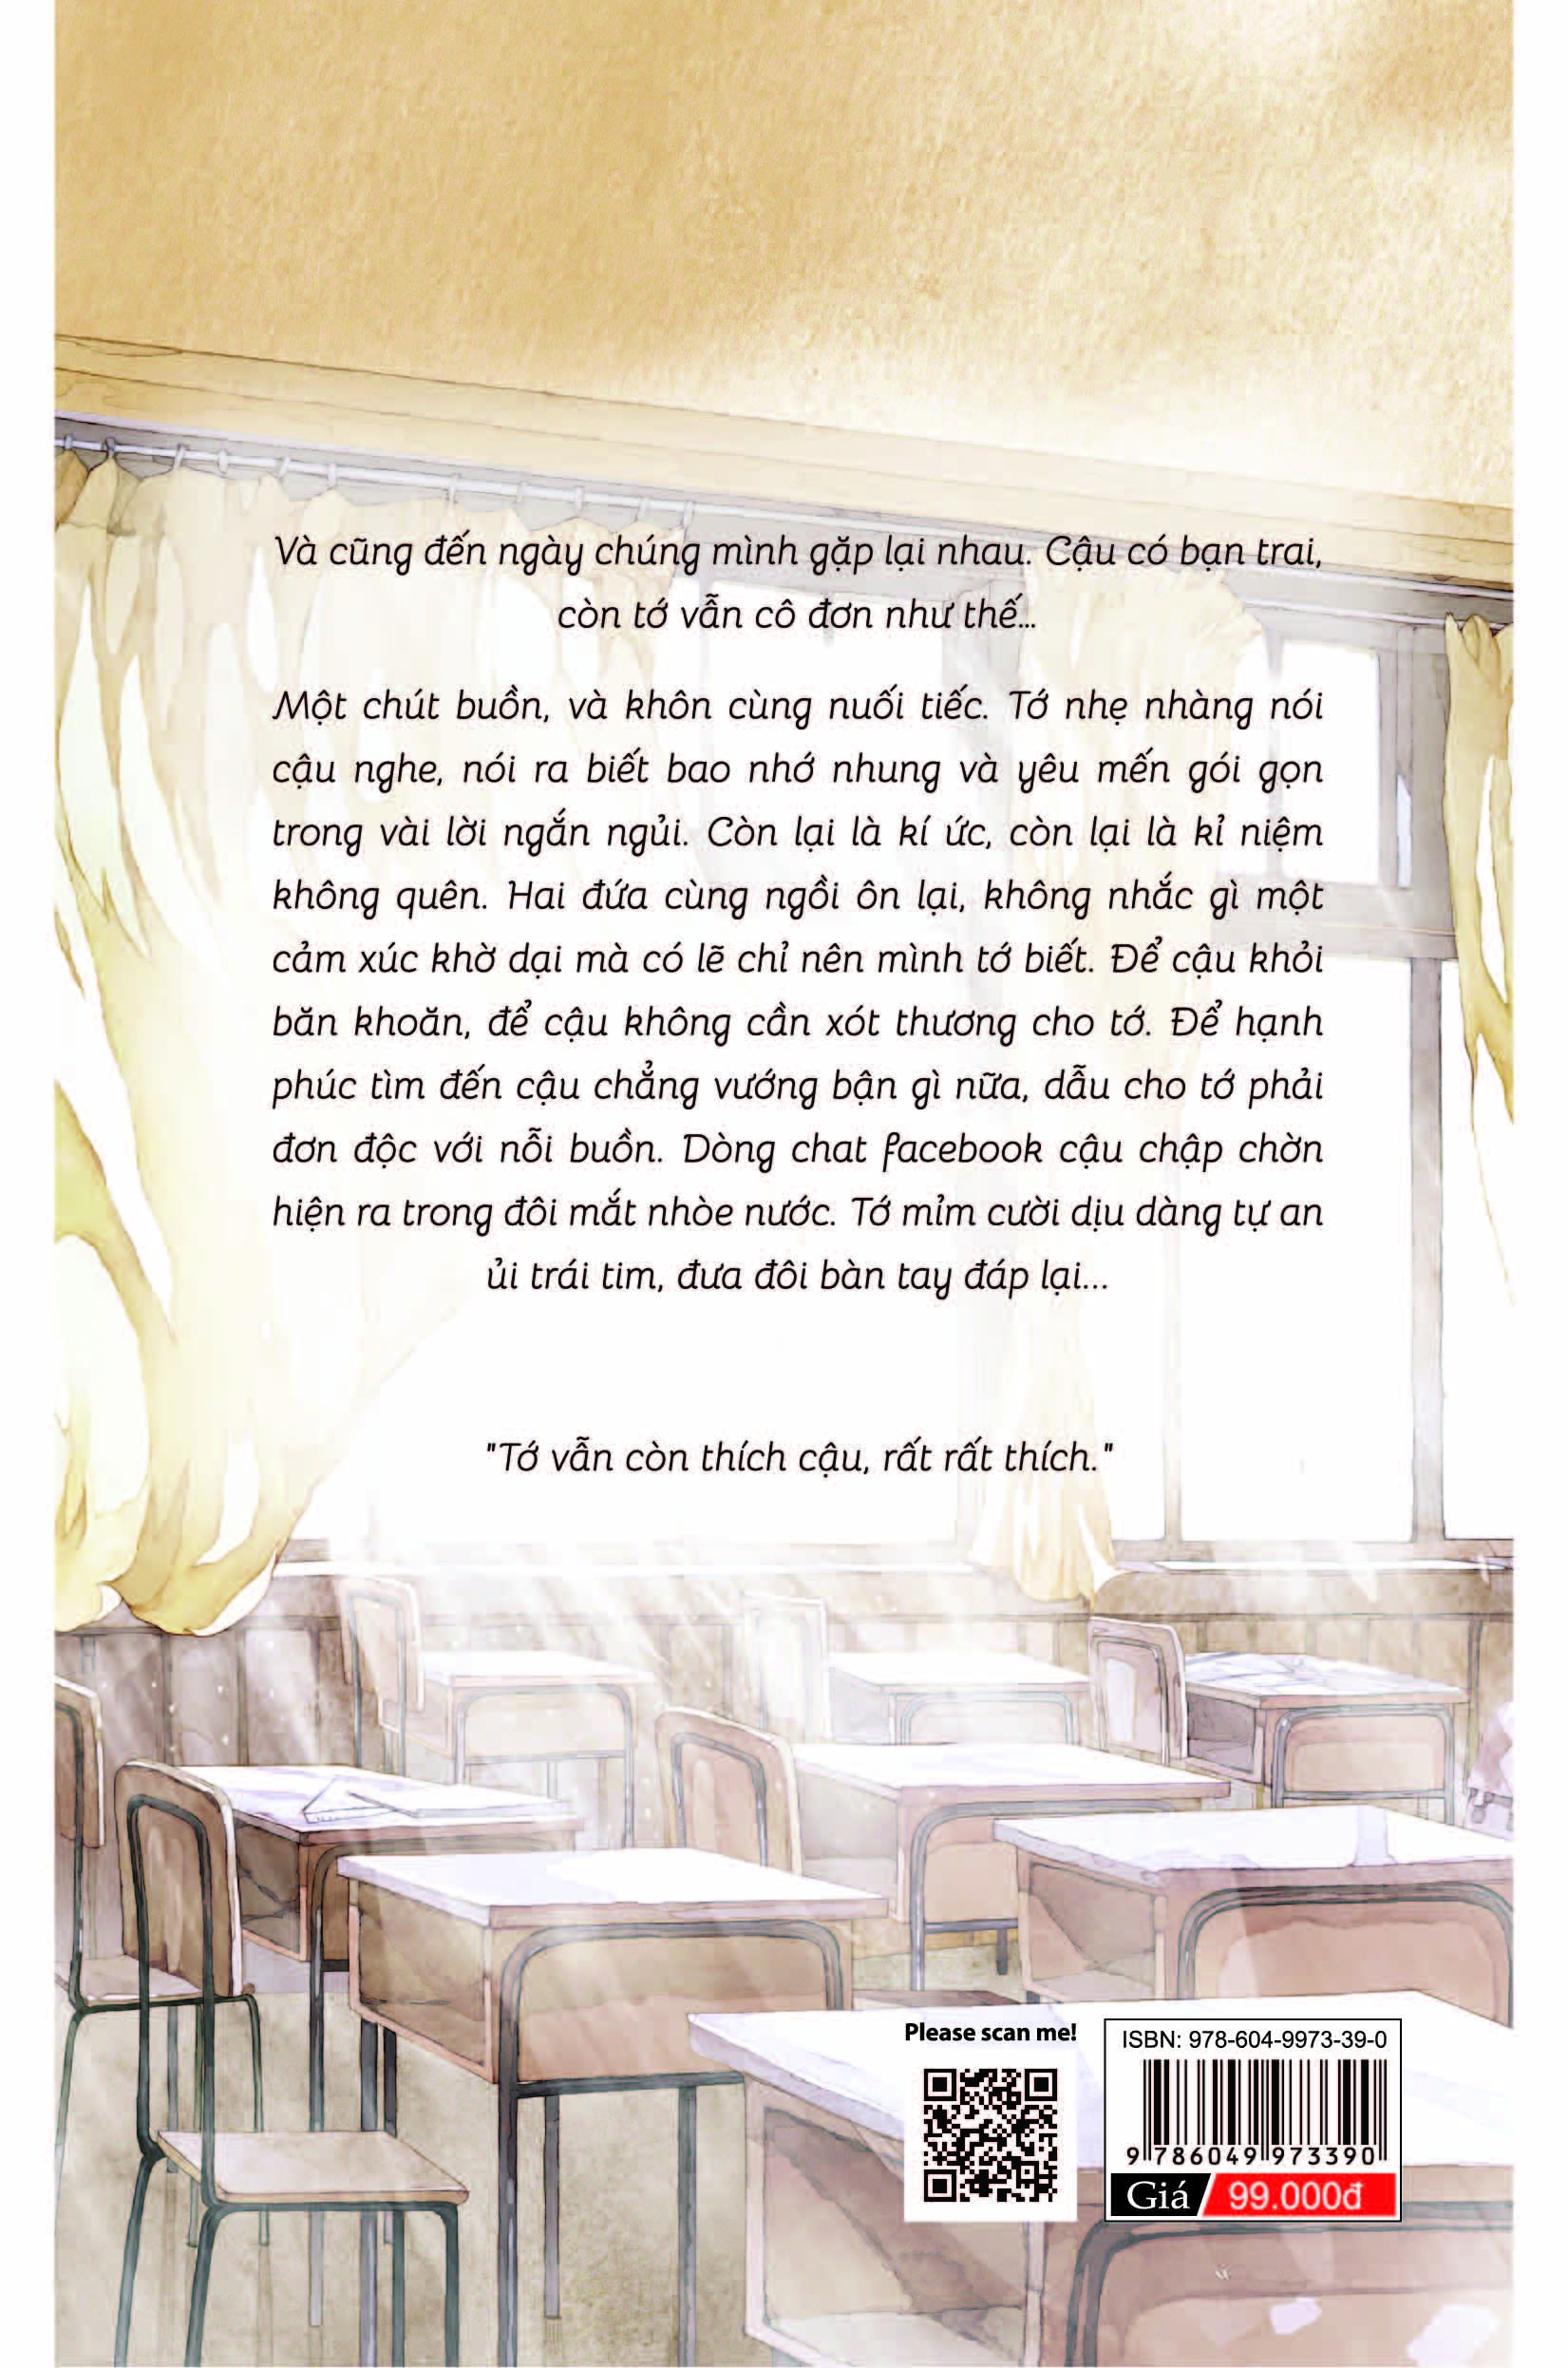 Và cũng đến ngày chúng mình gặp lại nhau. Cậu có bạn trai,
còn tớ vẫn cô đơn như thế...
Một chút buồn, và khôn cùng nuối tiếc. Tớ nhẹ nhàng nói
cậu nghe, nói ra biết bao nhớ nhung và yêu mến gói gọn
trong vài lời ngắn ngủi. Còn lại là kí ức, còn lại là kỉ niệm
không quên. Hai đứa cùng ngồi ôn lại, không nhắc gì một
cảm xúc khờ dại mà có lẽ chỉ nên mình tớ biết. Để cậu khỏi
băn khoăn, để cậu không cần xót thương cho tớ. Để hạnh
phúc tìm đến cậu chẳng vướng bận gì nữa, dẫu cho tớ phải
đơn độc với nỗi buồn. Dòng chat facebook cậu chập chờn
hiện ra trong đôi mắt nhòe nước. Tớ mỉm cười dịu dàng tự an
ủi trái tim, đưa đôi bàn tay đáp lại...
"Tớ vẫn còn thích cậu, rất rất thích."
Please scan me!
ISBN: 978-604-9973-39-0
9 786049 973390
Giá 99.000đ